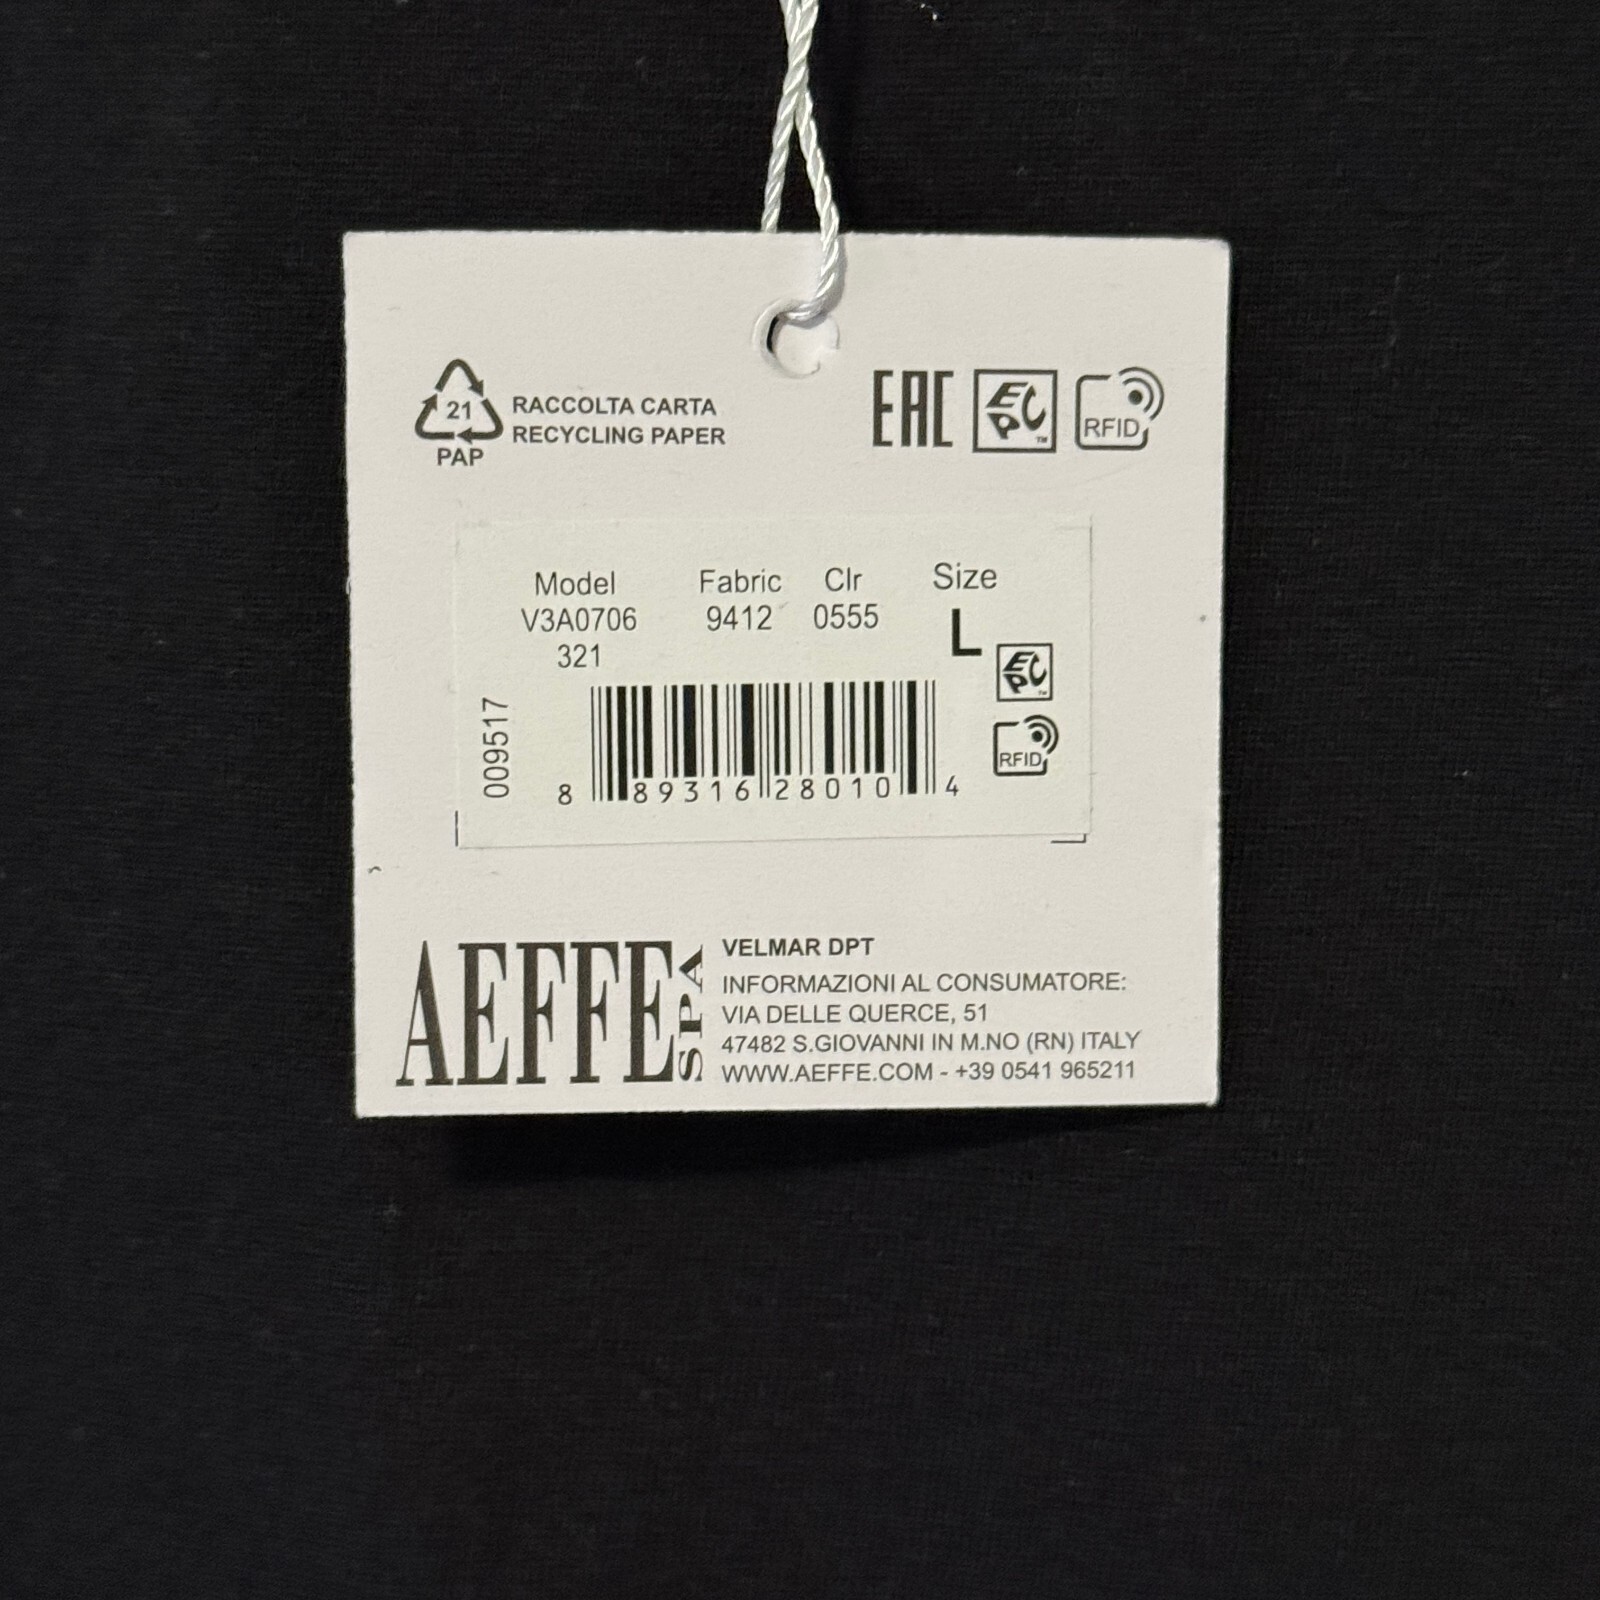 21
PAP
RACCOLTA CARTA
RECYCLING PAPER
EAC
EPC™
RFID
Model Fabric Clr Size
V3A0706 9412 0555 L
321
EPC™
RFID
009517
8 893162 80104
AEFFE SPA
VELMAR DPT
INFORMAZIONI AL CONSUMATORE:
VIA DELLE QUERCE, 51
47482 S.GIOVANNI IN M.NO (RN) ITALY
WWW.AEFFE.COM - +39 0541 965211